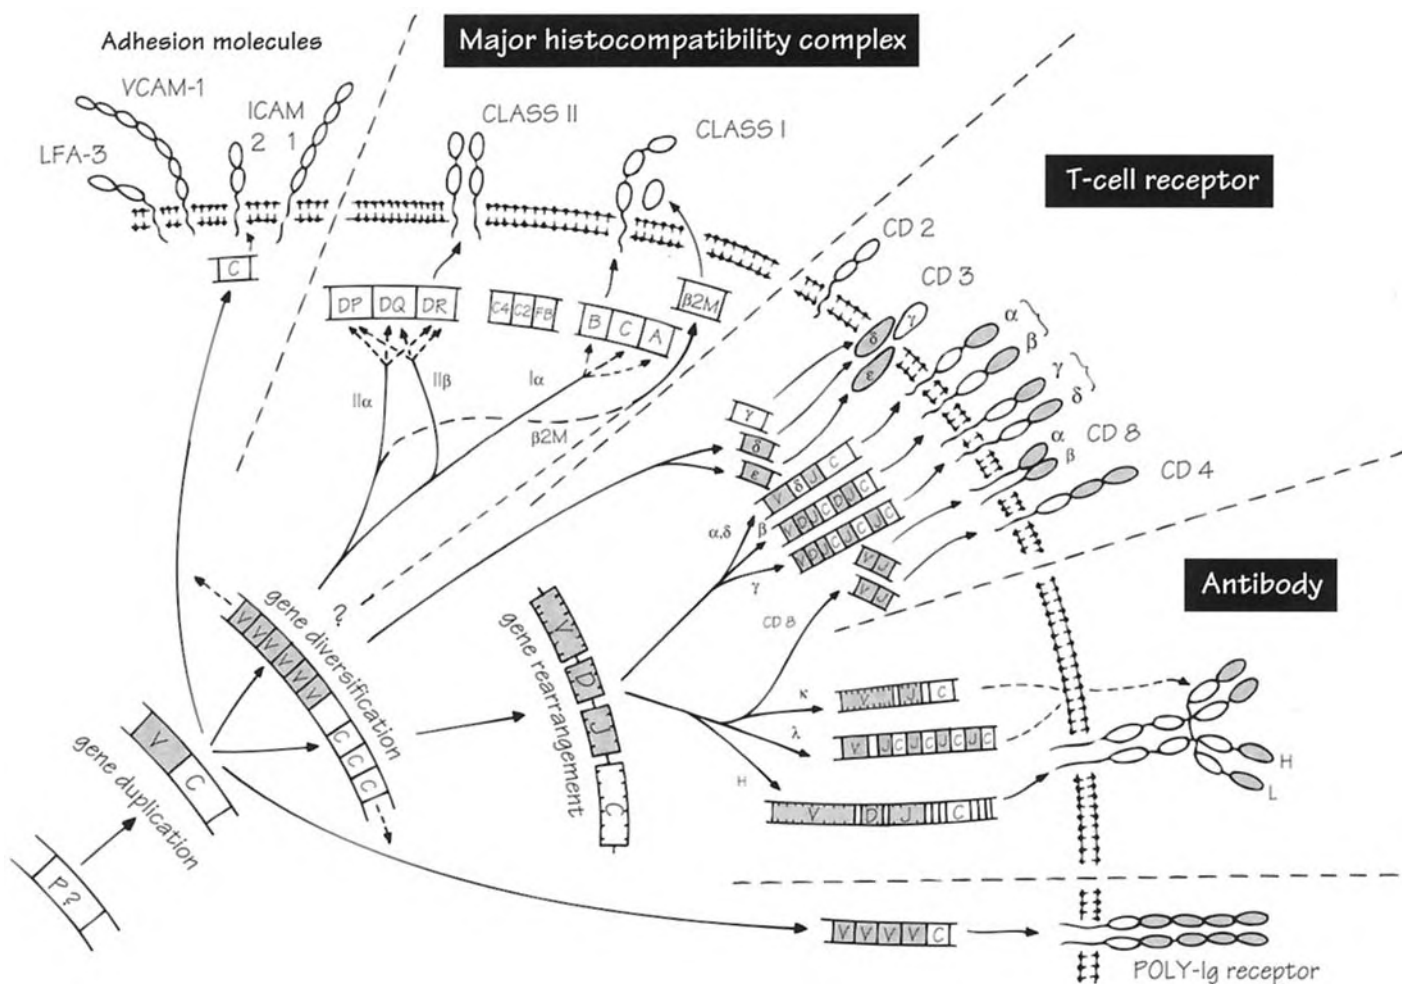 Adhesion molecules
Major histocompatibility complex
VCAM-1
ICAM
2 1
LFA-3
CLASS II
CLASS I
T-cell receptor
CD 2
CD 3
C
DP DQ DR
C4 C2 FB
B C A
β2M
δ γ
ε
α
β
γ
δ
α
β
CD 8
CD 4
IIα
IIβ
Iα
β2M
γ
δ
ε
V δ J C
V D J C D J C
V D J C J C J C
α,δ
β
γ
V J
V J
CD 8
Antibody
?
gene diversification
V V V V V V
C C C
gene rearrangement
V D J C
κ
V J C
λ
V J C J C J C J C
H
V D J C
H
L
V C
gene duplication
P?
V V V V C
POLY-Ig receptor